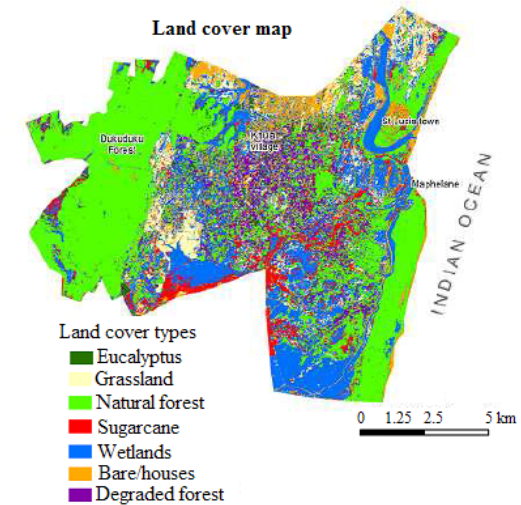 Land cover map
St Lucia town
Dukuduku
Forest
village
Maphelane
INDIAN OCEAN
Land cover types
Eucalyptus
Grassland
Natural forest
Sugarcane
Wetlands
Bare/houses
Degraded forest
0 1.25 2.5 5 km